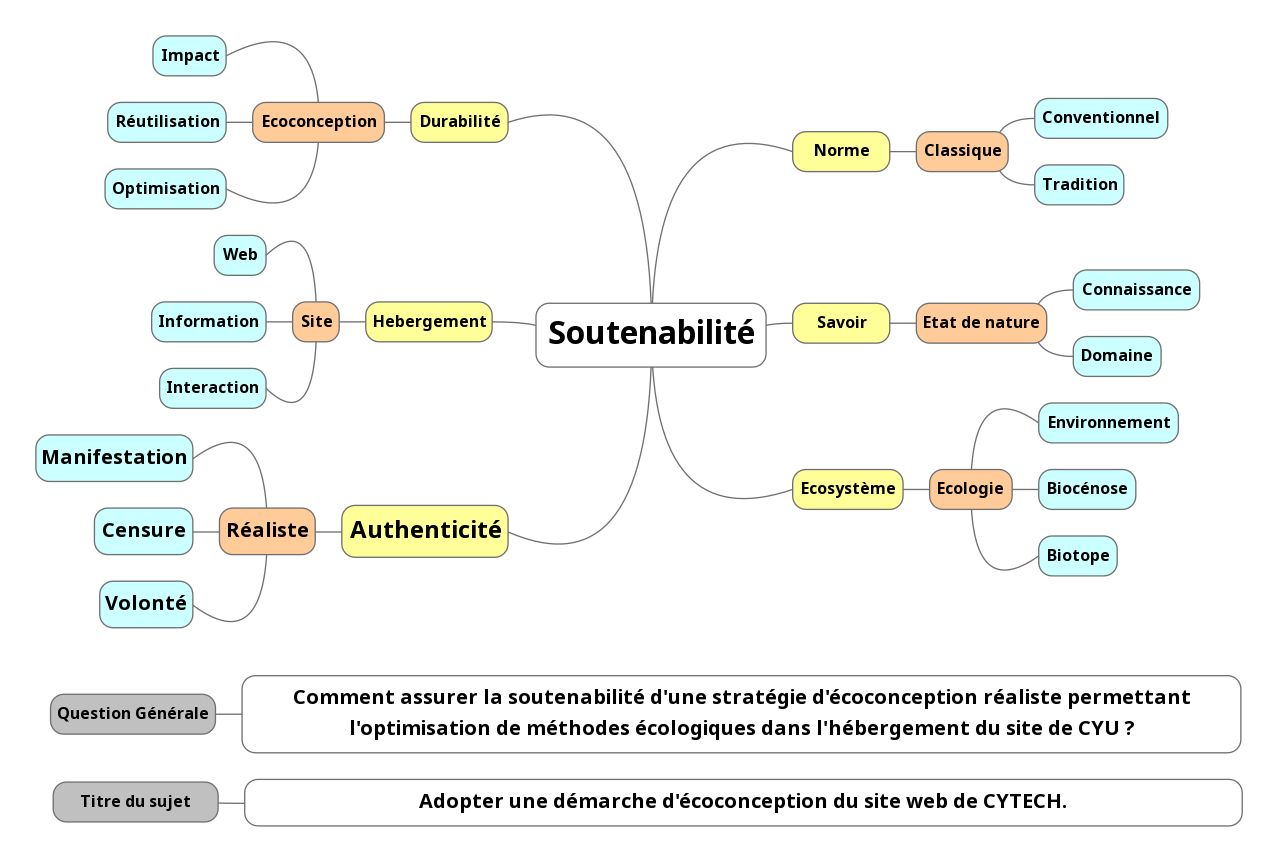 Soutenabilité
Durabilité
Ecoconception
Impact
Réutilisation
Optimisation
Hebergement
Site
Web
Information
Interaction
Authenticité
Réaliste
Manifestation
Censure
Volonté
Norme
Classique
Conventionnel
Tradition
Savoir
Etat de nature
Connaissance
Domaine
Ecosystème
Ecologie
Environnement
Biocénose
Biotope
Question Générale
Comment assurer la soutenabilité d'une stratégie d'écoconception réaliste permettant
l'optimisation de méthodes écologiques dans l'hébergement du site de CYU ?
Titre du sujet
Adopter une démarche d'écoconception du site web de CYTECH.